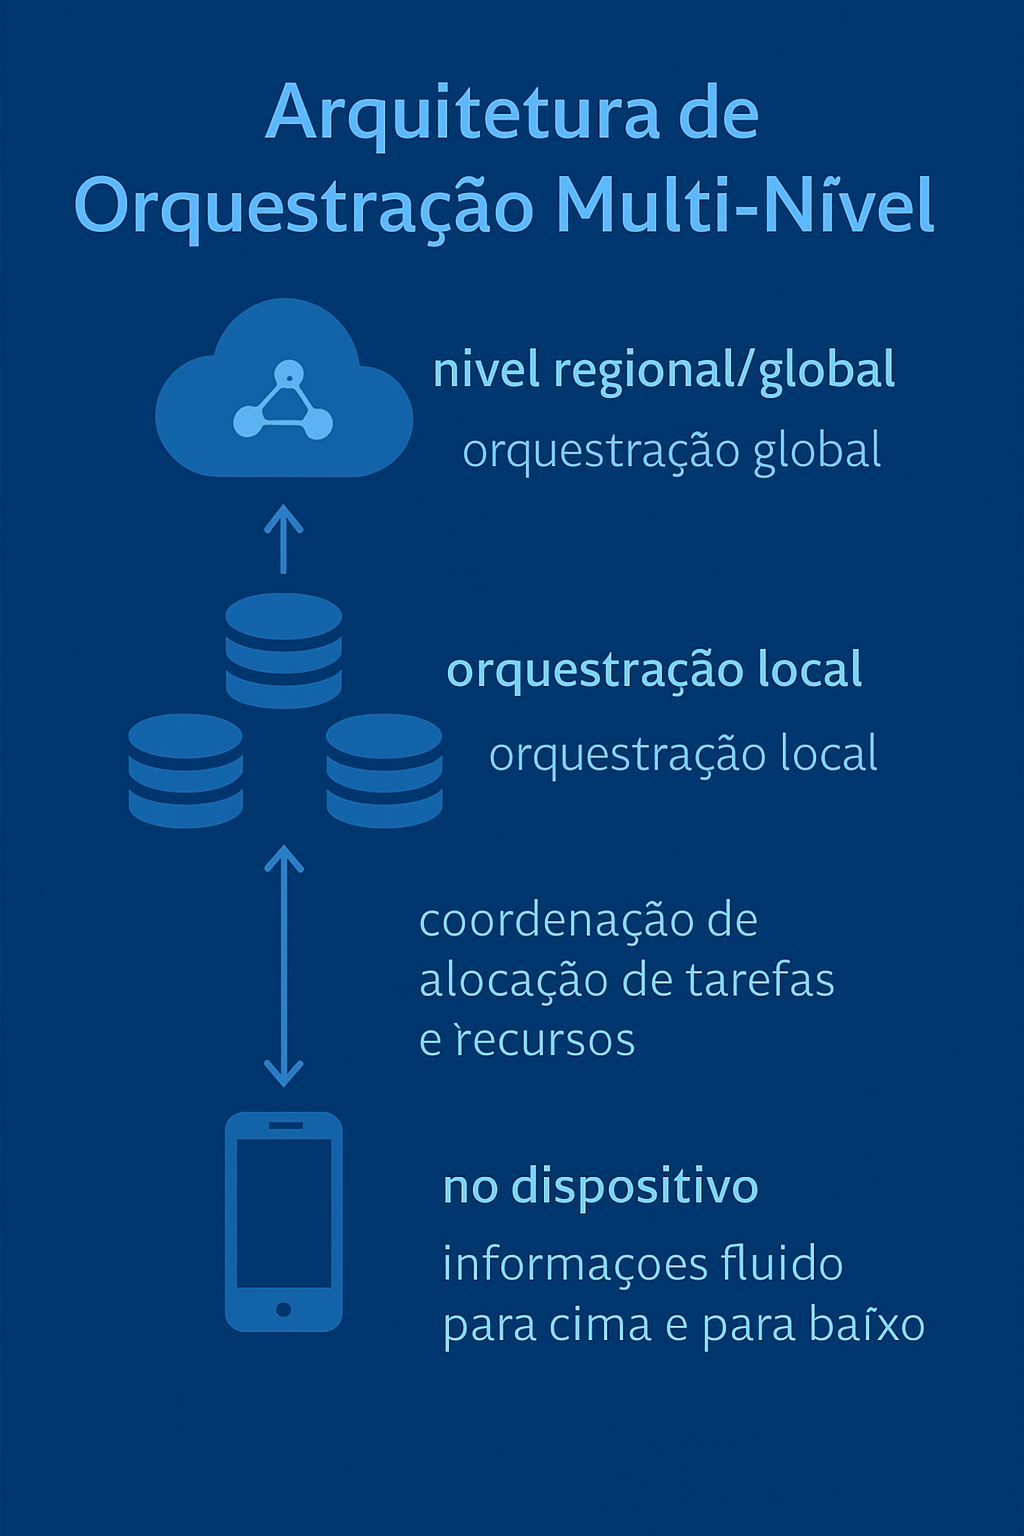 Arquitetura de
Orquestração Multi-Nĩvel
nivel regional/global
orquestração global
orquestração local
orquestração local
coordenação de
alocação de tarefas
e r̀ecursos
no dispositivo
informaçoes fluido
para cima e para baĩxo